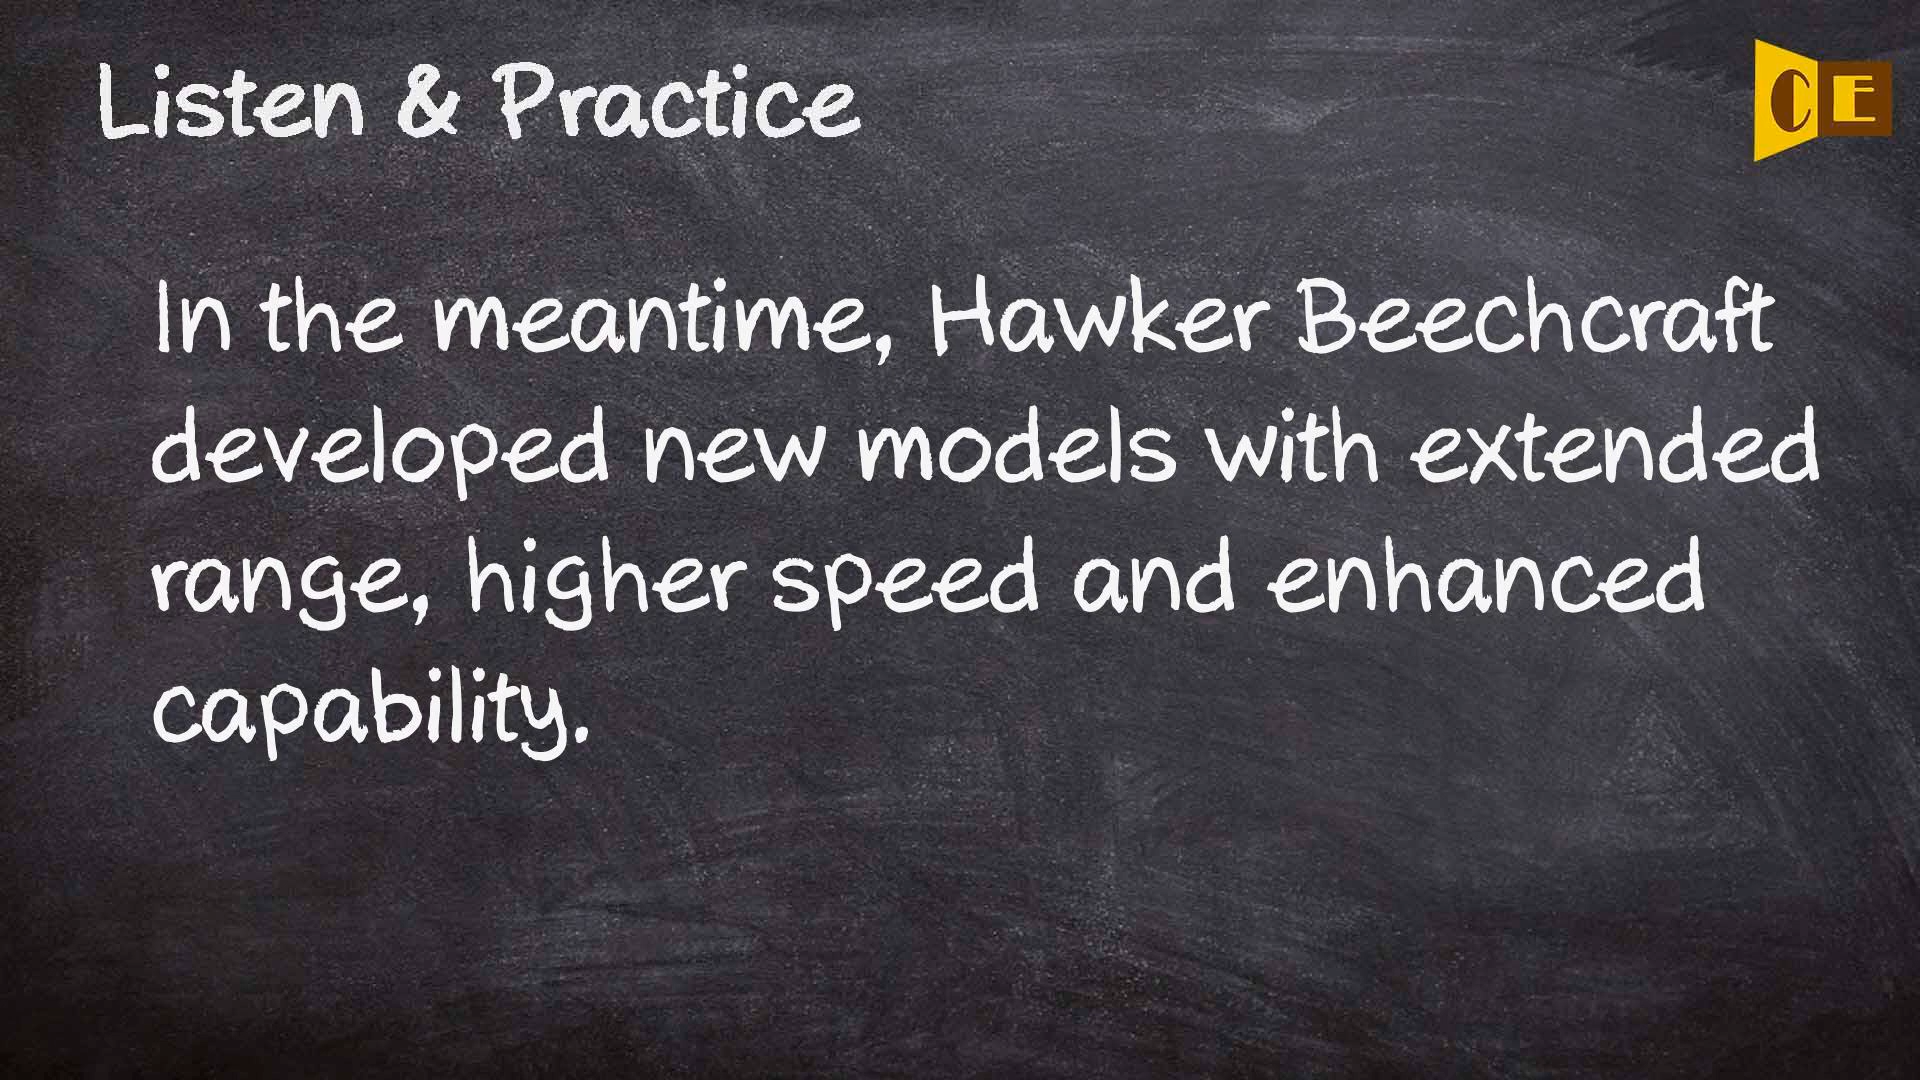 Listen & Practice
CE
In the meantime, Hawker Beechcraft
developed new models with extended
range, higher speed and enhanced
capability.